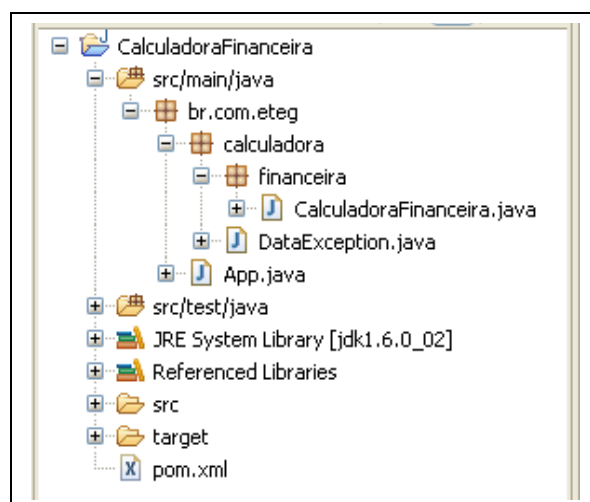 CalculadoraFinanceira
src/main/java
br.com.eteg
calculadora
financeira
CalculadoraFinanceira.java
DataException.java
App.java
src/test/java
JRE System Library [jdk1.6.0_02]
Referenced Libraries
src
target
pom.xml